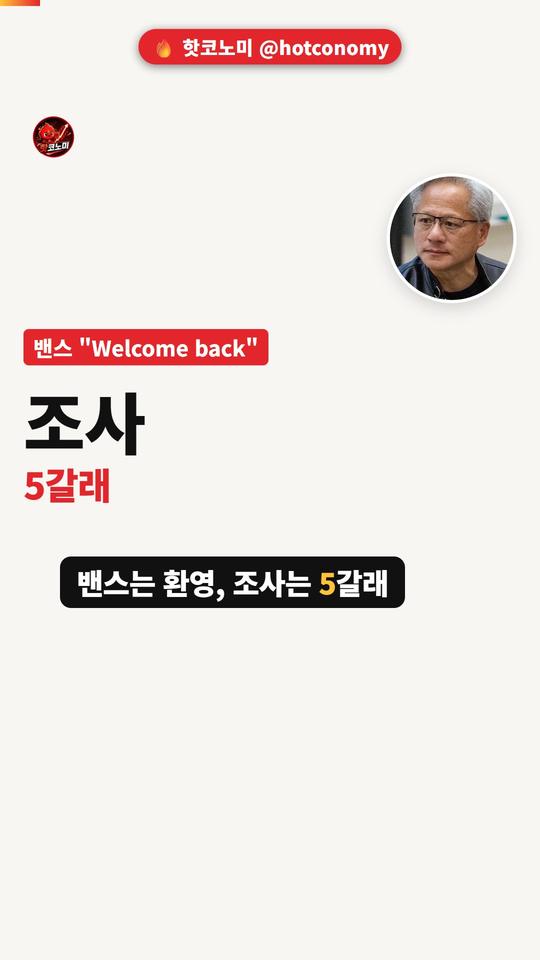 🔥 핫코노미 @hotconomy
핫코노미
밴스 "Welcome back"
조사
5갈래
밴스는 환영, 조사는 5갈래